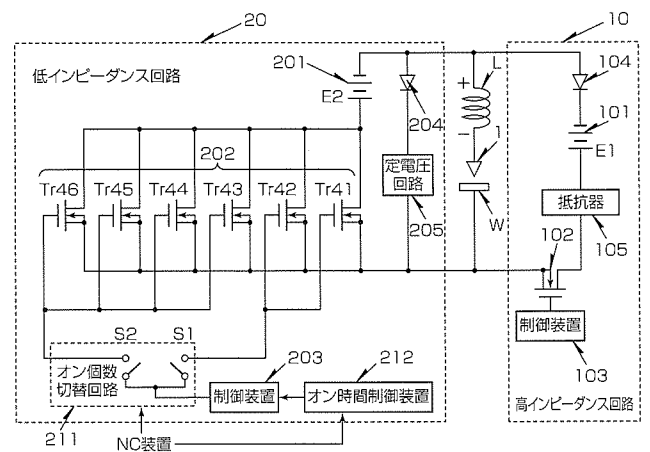 20
10
低インピーダンス回路
201
E2
204
+
L
−
1
104
101
E1
202
Tr46 Tr45 Tr44 Tr43 Tr42 Tr41
定電圧
回路
205
W
抵抗器
105
102
制御装置
103
高インピーダンス回路
S2 S1
オン個数
切替回路
211
203
制御装置
212
オン時間制御装置
NC装置